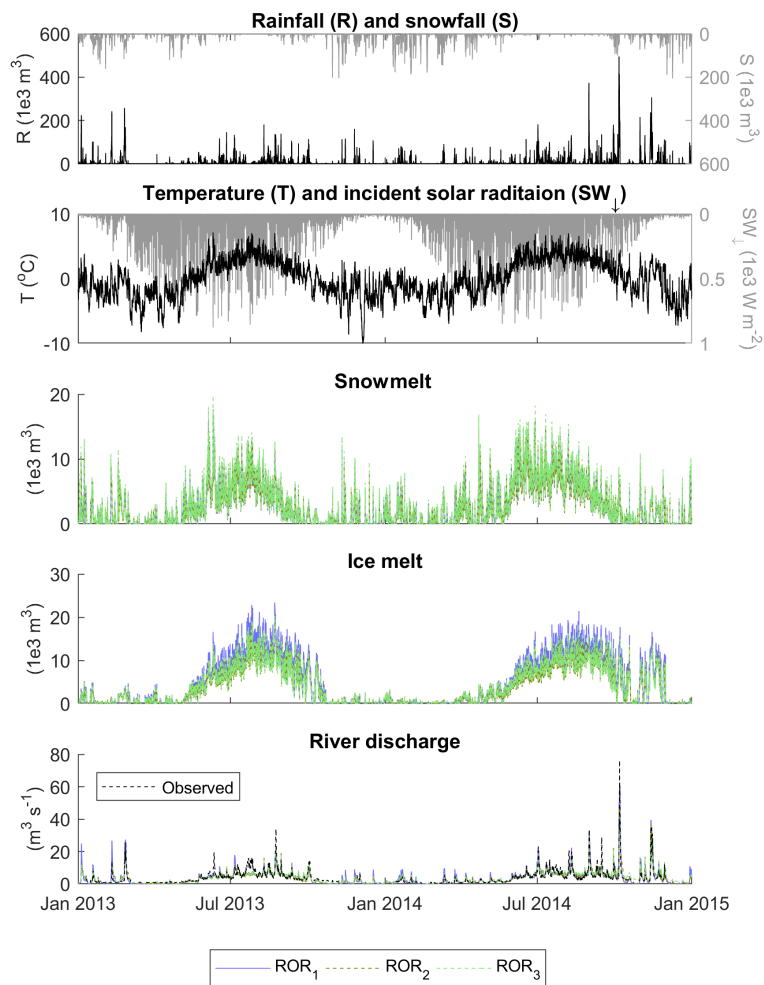 Rainfall (R) and snowfall (S)
600
400
200
0
R (1e3 m³)
0
200
400
600
S (1e3 m³)
Temperature (T) and incident solar raditaion (SW↓)
10
0
-10
T (°C)
0
0.5
1
SW↓ (1e3 W m⁻²)
Snowmelt
20
10
0
(1e3 m³)
Ice melt
30
20
10
0
(1e3 m³)
River discharge
80
60
40
20
0
(m³ s⁻¹)
Observed
Jan 2013 Jul 2013 Jan 2014 Jul 2014 Jan 2015
ROR₁ ROR₂ ROR₃